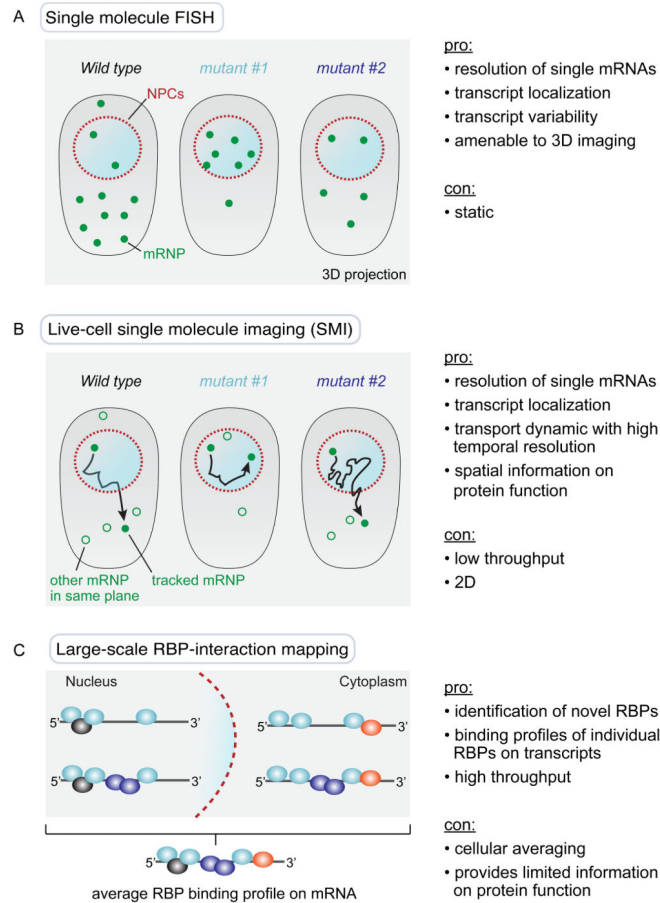 A Single molecule FISH
Wild type
mutant #1
mutant #2
NPCs
mRNP
3D projection
pro:
• resolution of single mRNAs
• transcript localization
• transcript variability
• amenable to 3D imaging
con:
• static
B Live-cell single molecule imaging (SMI)
Wild type
mutant #1
mutant #2
other mRNP
in same plane
tracked mRNP
pro:
• resolution of single mRNAs
• transcript localization
• transport dynamic with high
temporal resolution
• spatial information on
protein function
con:
• low throughput
• 2D
C Large-scale RBP-interaction mapping
Nucleus
Cytoplasm
5' 3'
5' 3'
5' 3'
5' 3'
5' 3'
average RBP binding profile on mRNA
pro:
• identification of novel RBPs
• binding profiles of individual
RBPs on transcripts
• high throughput
con:
• cellular averaging
• provides limited information
on protein function